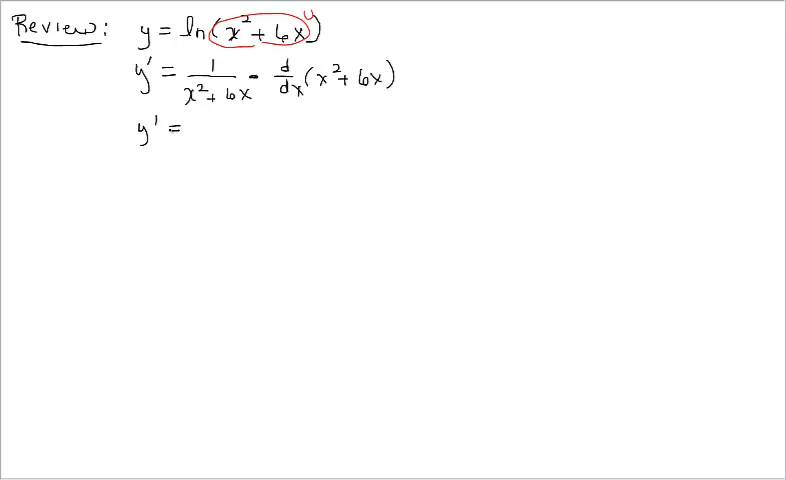 Review: y = ln(x² + 6x) u
y' = 1/(x² + 6x) - d/dx (x² + 6x)
y' =